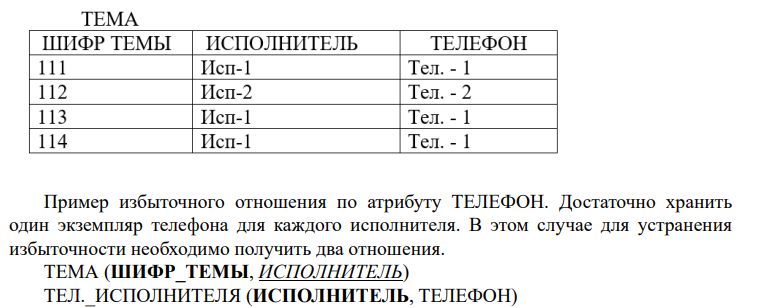 ТЕМА
ШИФР ТЕМЫ ИСПОЛНИТЕЛЬ ТЕЛЕФОН
111 Исп-1 Тел. - 1
112 Исп-2 Тел. - 2
113 Исп-1 Тел. - 1
114 Исп-1 Тел. - 1
Пример избыточного отношения по атрибуту ТЕЛЕФОН. Достаточно хранить
один экземпляр телефона для каждого исполнителя. В этом случае для устранения
избыточности необходимо получить два отношения.
ТЕМА (ШИФР_ТЕМЫ, ИСПОЛНИТЕЛЬ)
ТЕЛ._ИСПОЛНИТЕЛЯ (ИСПОЛНИТЕЛЬ, ТЕЛЕФОН)